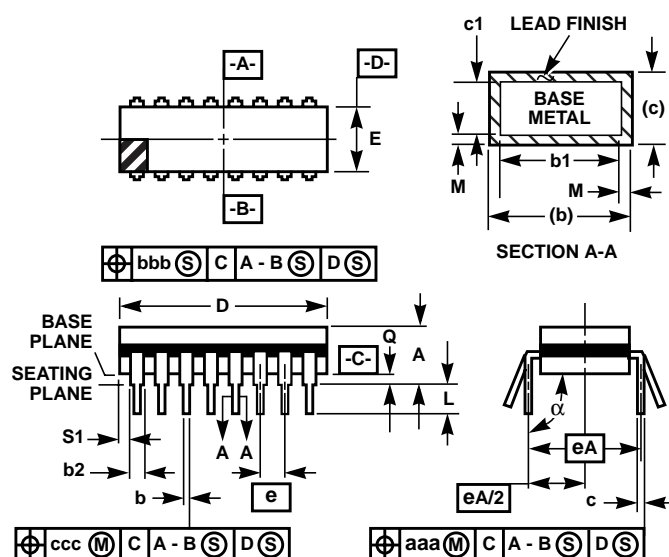 c1
LEAD FINISH
-A-
-D-
BASE
METAL
(c)
E
b1
M
M
-B-
(b)
SECTION A-A
⌖ bbb Ⓢ C A - B Ⓢ D Ⓢ
D
BASE
PLANE
Q
-C-
A
SEATING
PLANE
L
S1
α
eA
A A
b2
e
eA/2
b
c
⌖ ccc Ⓜ C A - B Ⓢ D Ⓢ
⌖ aaa Ⓜ C A - B Ⓢ D Ⓢ